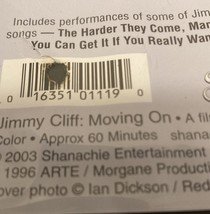 Includes performances of some of Jimm
songs — The Harder They Come, Man
You Can Get It If You Really Wan
0 16351 01119 0
Jimmy Cliff: Moving On • A fil
Color • Approx 60 Minutes shana
© 2003 Shanachie Entertainment
1996 ARTE / Morgane Producti
over photo © Ian Dickson / Red